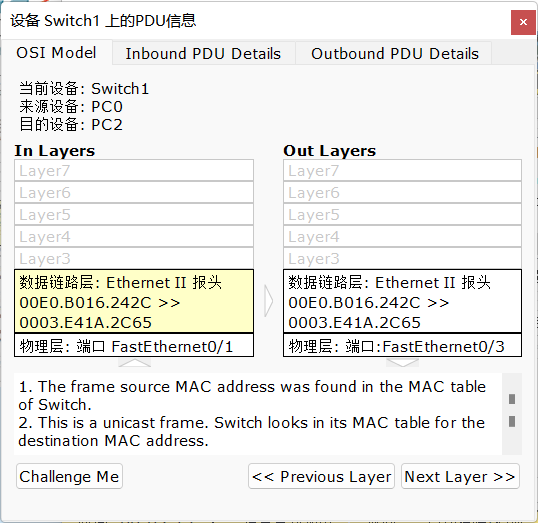 设备 Switch1 上的PDU信息
×
OSI Model
Inbound PDU Details
Outbound PDU Details
当前设备: Switch1
来源设备: PC0
目的设备: PC2
In Layers
Layer7
Layer6
Layer5
Layer4
Layer3
数据链路层: Ethernet II 报头
00E0.B016.242C >>
0003.E41A.2C65
物理层: 端口 FastEthernet0/1
Out Layers
Layer7
Layer6
Layer5
Layer4
Layer3
数据链路层: Ethernet II 报头
00E0.B016.242C >>
0003.E41A.2C65
物理层: 端口:FastEthernet0/3
1. The frame source MAC address was found in the MAC table
of Switch.
2. This is a unicast frame. Switch looks in its MAC table for the
destination MAC address.
Challenge Me
<< Previous Layer
Next Layer >>